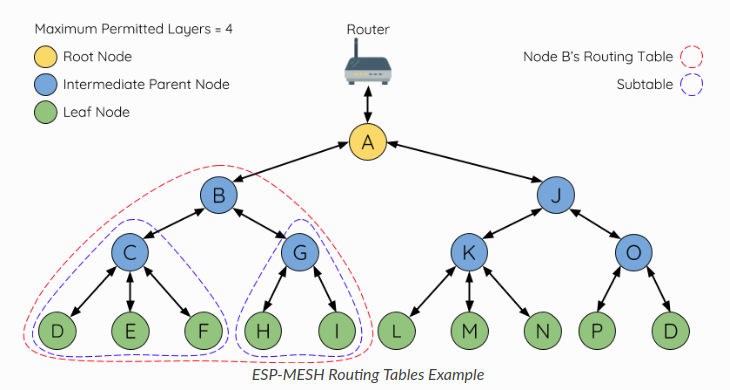 Maximum Permitted Layers = 4
Root Node
Intermediate Parent Node
Leaf Node
Router
Node B's Routing Table
Subtable
A
B
J
C
G
K
O
D
E
F
H
I
L
M
N
P
D
ESP-MESH Routing Tables Example